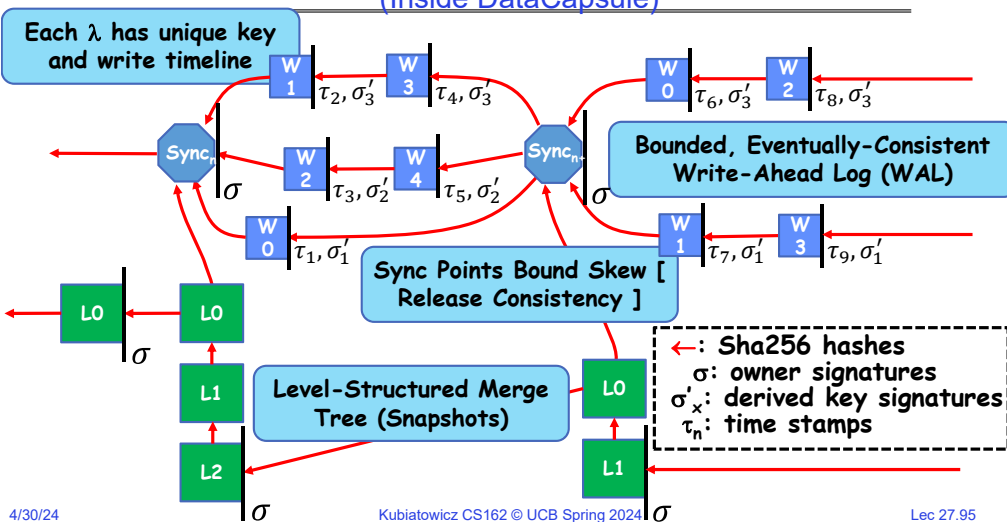 (Inside DataCapsule)
Each λ has unique key
and write timeline
W
1
τ₂, σ′₃
W
3
τ₄, σ′₃
W
0
τ₆, σ′₃
W
2
τ₈, σ′₃
Syncₙ
σ
W
2
τ₃, σ′₂
W
4
τ₅, σ′₂
Syncₙ₊
σ
Bounded, Eventually-Consistent
Write-Ahead Log (WAL)
W
0
τ₁, σ′₁
W
1
τ₇, σ′₁
W
3
τ₉, σ′₁
Sync Points Bound Skew [
Release Consistency ]
L0
σ
L0
L1
L2
σ
Level-Structured Merge
Tree (Snapshots)
L0
L1
σ
←: Sha256 hashes
σ: owner signatures
σ′ₓ: derived key signatures
τₙ: time stamps
4/30/24
Kubiatowicz CS162 © UCB Spring 2024
Lec 27.95